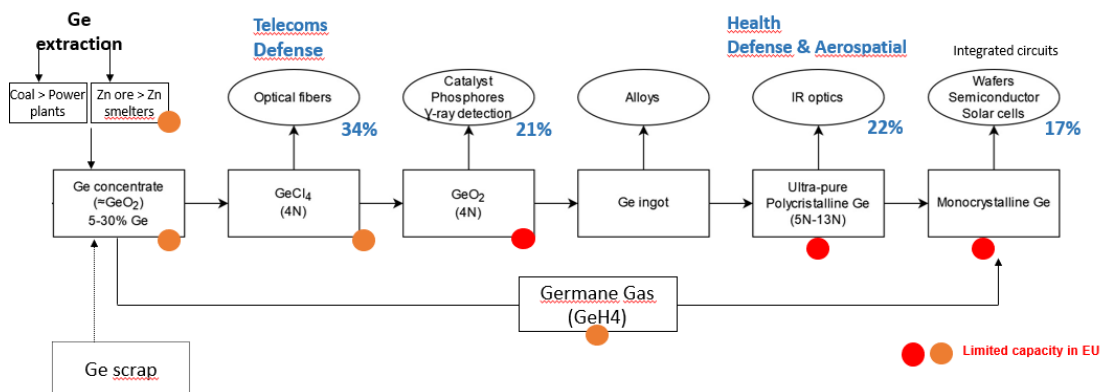 Ge
extraction
Coal > Power
plants
Zn ore > Zn
smelters
Telecoms
Defense
Optical fibers
34%
Catalyst
Phosphores
γ-ray detection
21%
Alloys
Health
Defense & Aerospatial
IR optics
22%
Integrated circuits
Wafers
Semiconductor
Solar cells
17%
Ge concentrate
(≈GeO₂)
5-30% Ge
GeCl₄
(4N)
GeO₂
(4N)
Ge ingot
Ultra-pure
Polycristalline Ge
(5N-13N)
Monocrystalline Ge
Germane Gas
(GeH4)
Ge scrap
Limited capacity in EU